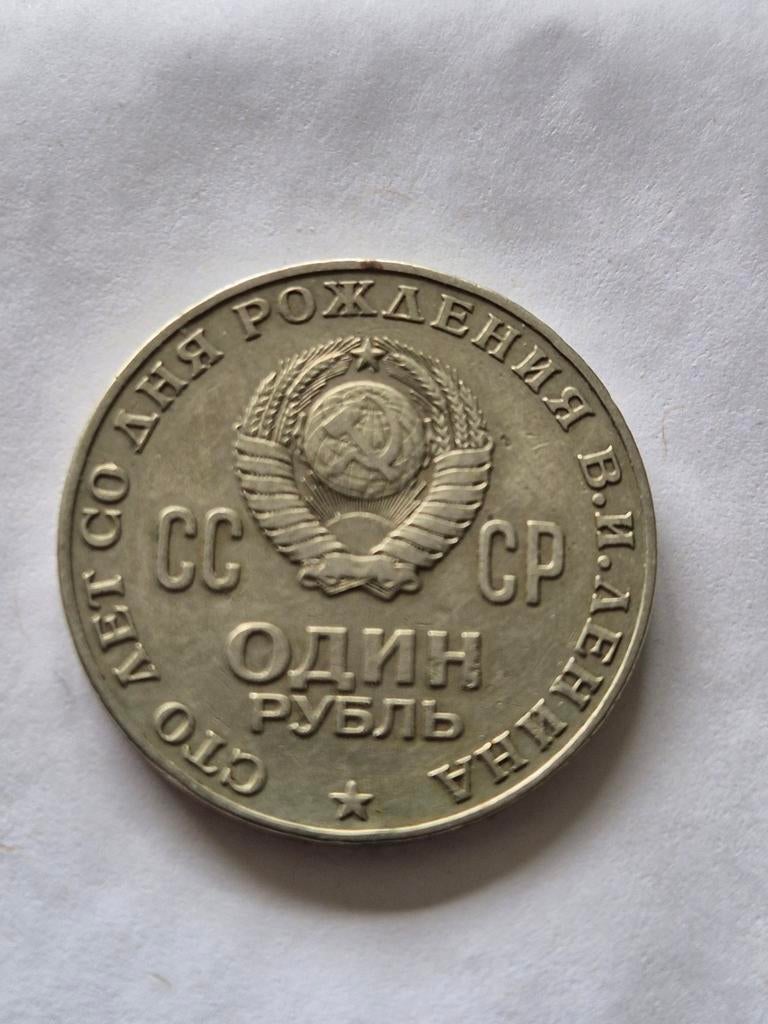 СТО ЛЕТ СО ДНЯ РОЖДЕНИЯ В.И.ЛЕНИНА
СС СР
ОДИН
РУБЛЬ